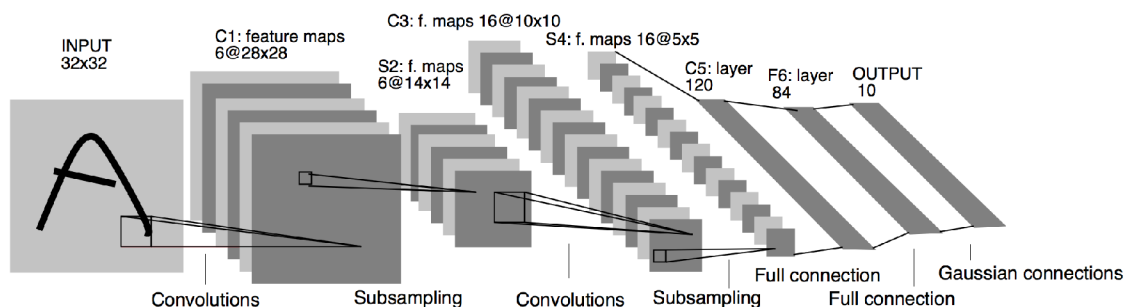 INPUT
32x32
C1: feature maps
6@28x28
S2: f. maps
6@14x14
C3: f. maps 16@10x10
S4: f. maps 16@5x5
C5: layer
120
F6: layer
84
OUTPUT
10
Convolutions
Subsampling
Convolutions
Subsampling
Full connection
Full connection
Gaussian connections